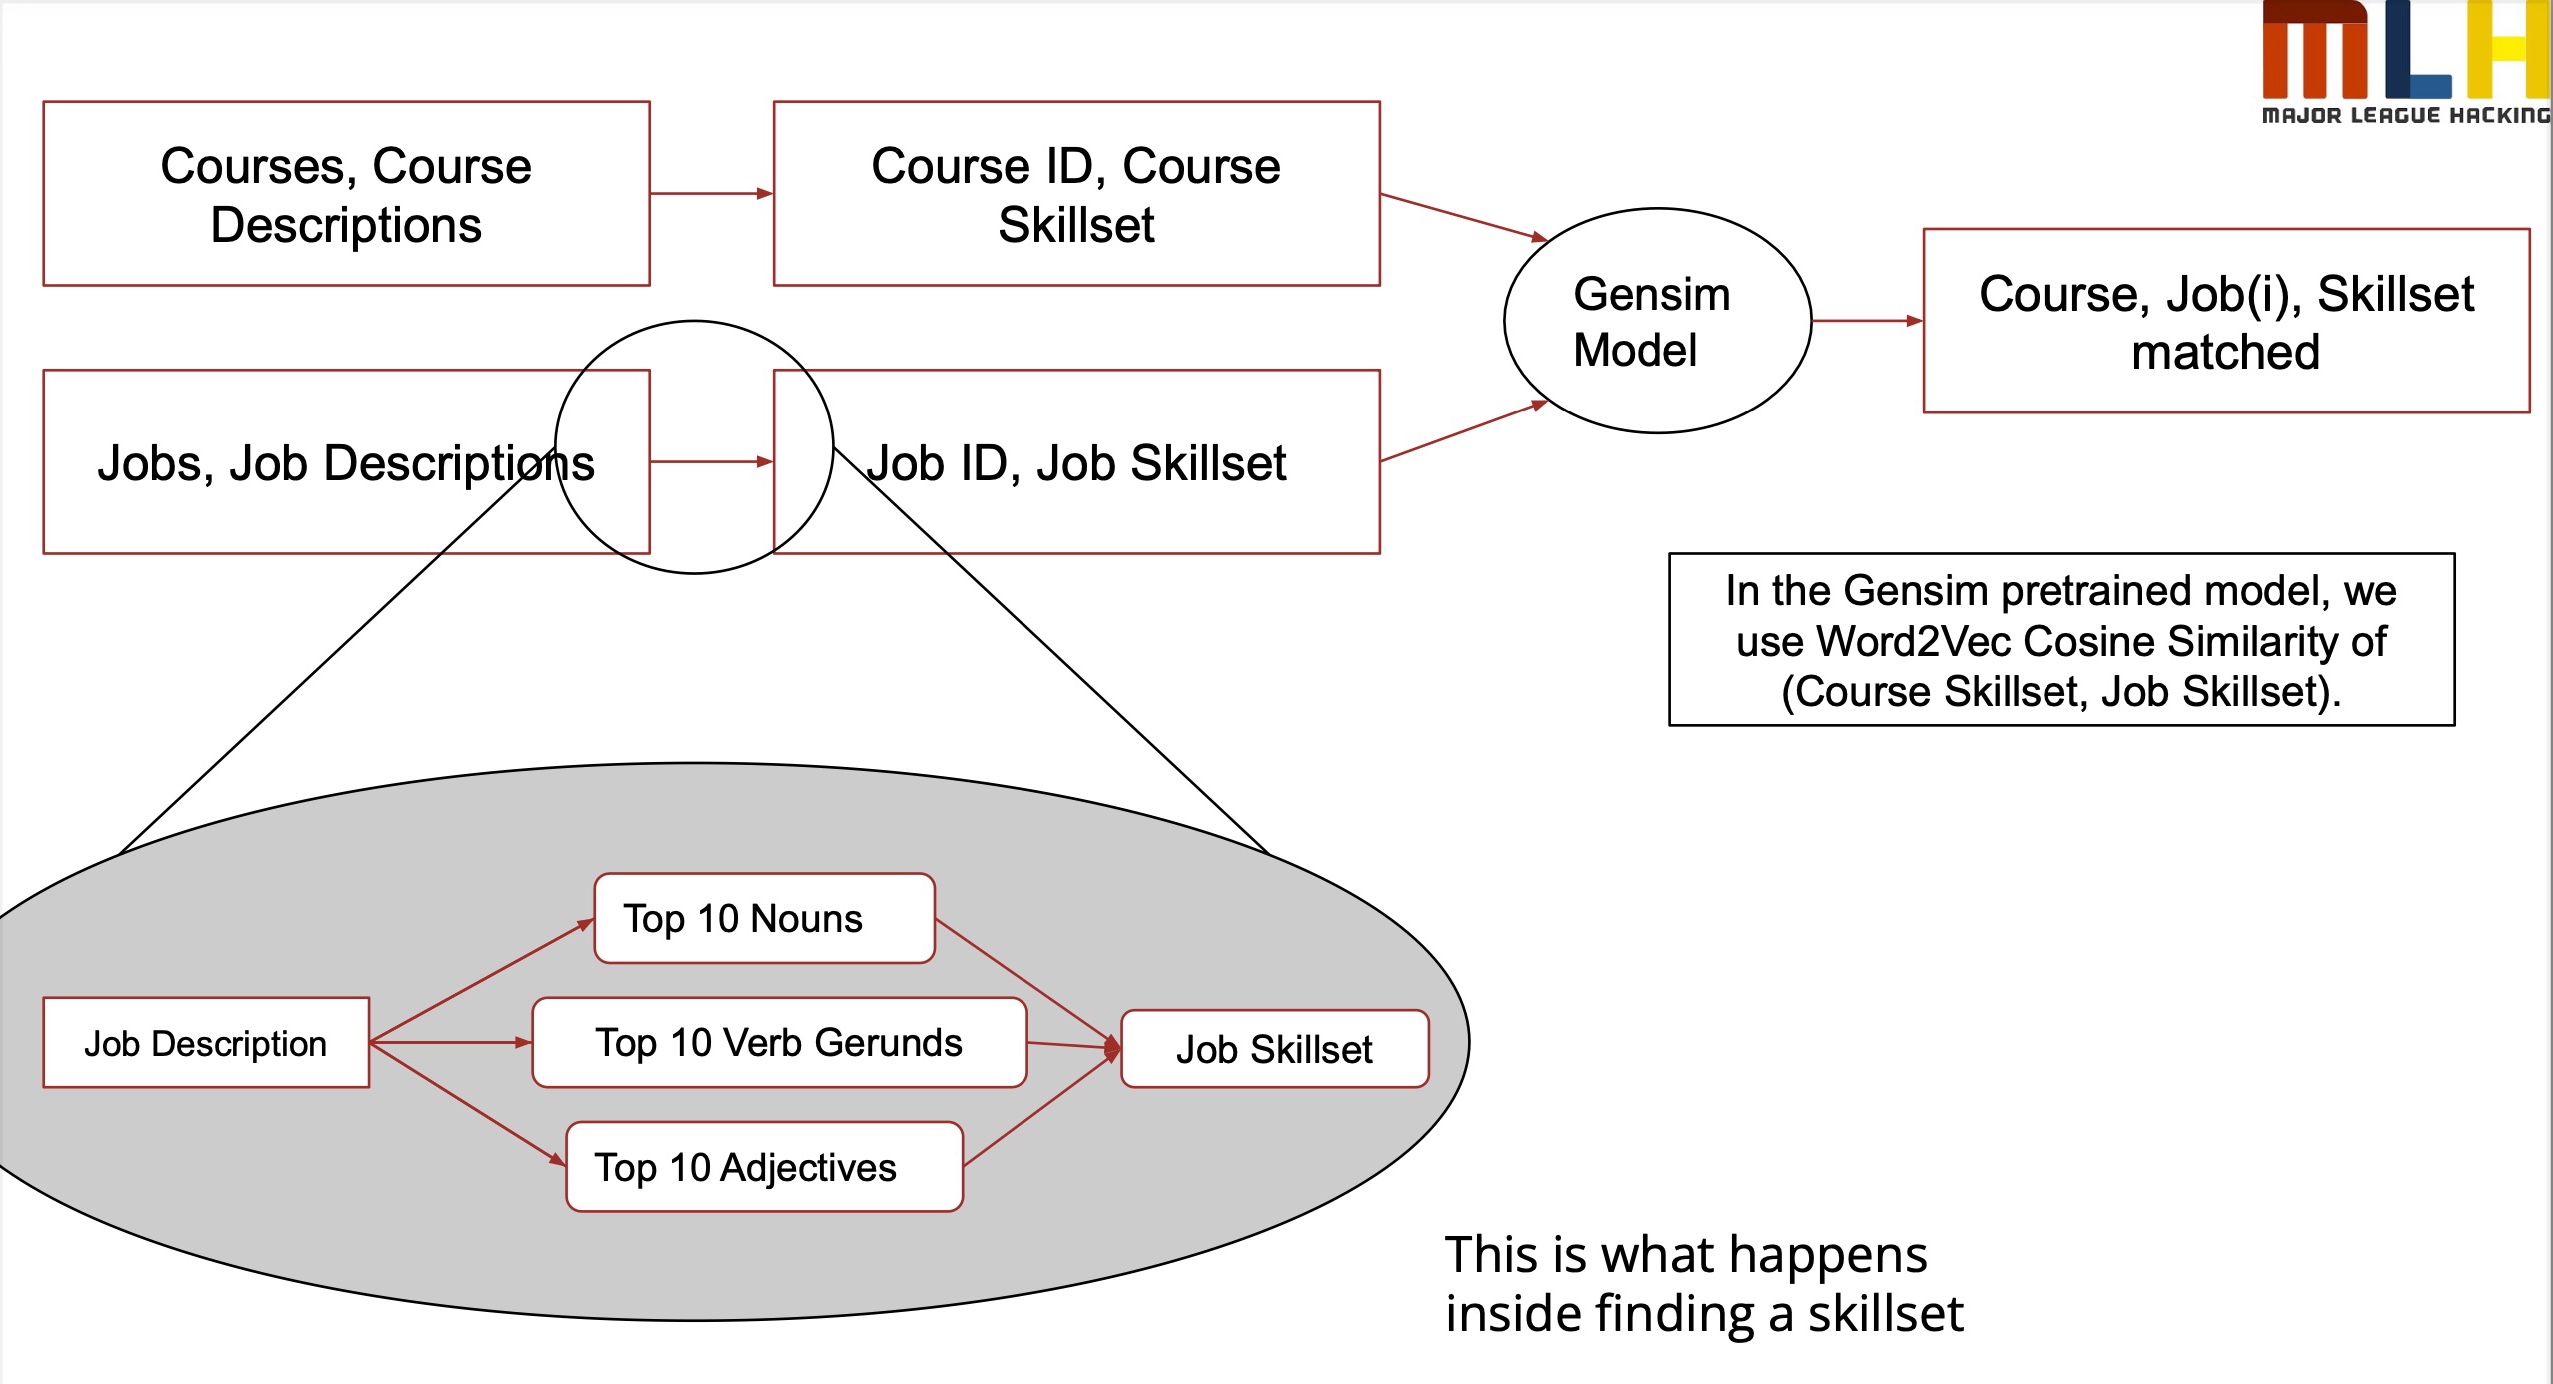 MLH
MAJOR LEAGUE HACKING
Courses, Course
Descriptions
Course ID, Course
Skillset
Gensim
Model
Course, Job(i), Skillset
matched
Jobs, Job Descriptions
Job ID, Job Skillset
In the Gensim pretrained model, we
use Word2Vec Cosine Similarity of
(Course Skillset, Job Skillset).
Top 10 Nouns
Job Description
Top 10 Verb Gerunds
Job Skillset
Top 10 Adjectives
This is what happens
inside finding a skillset